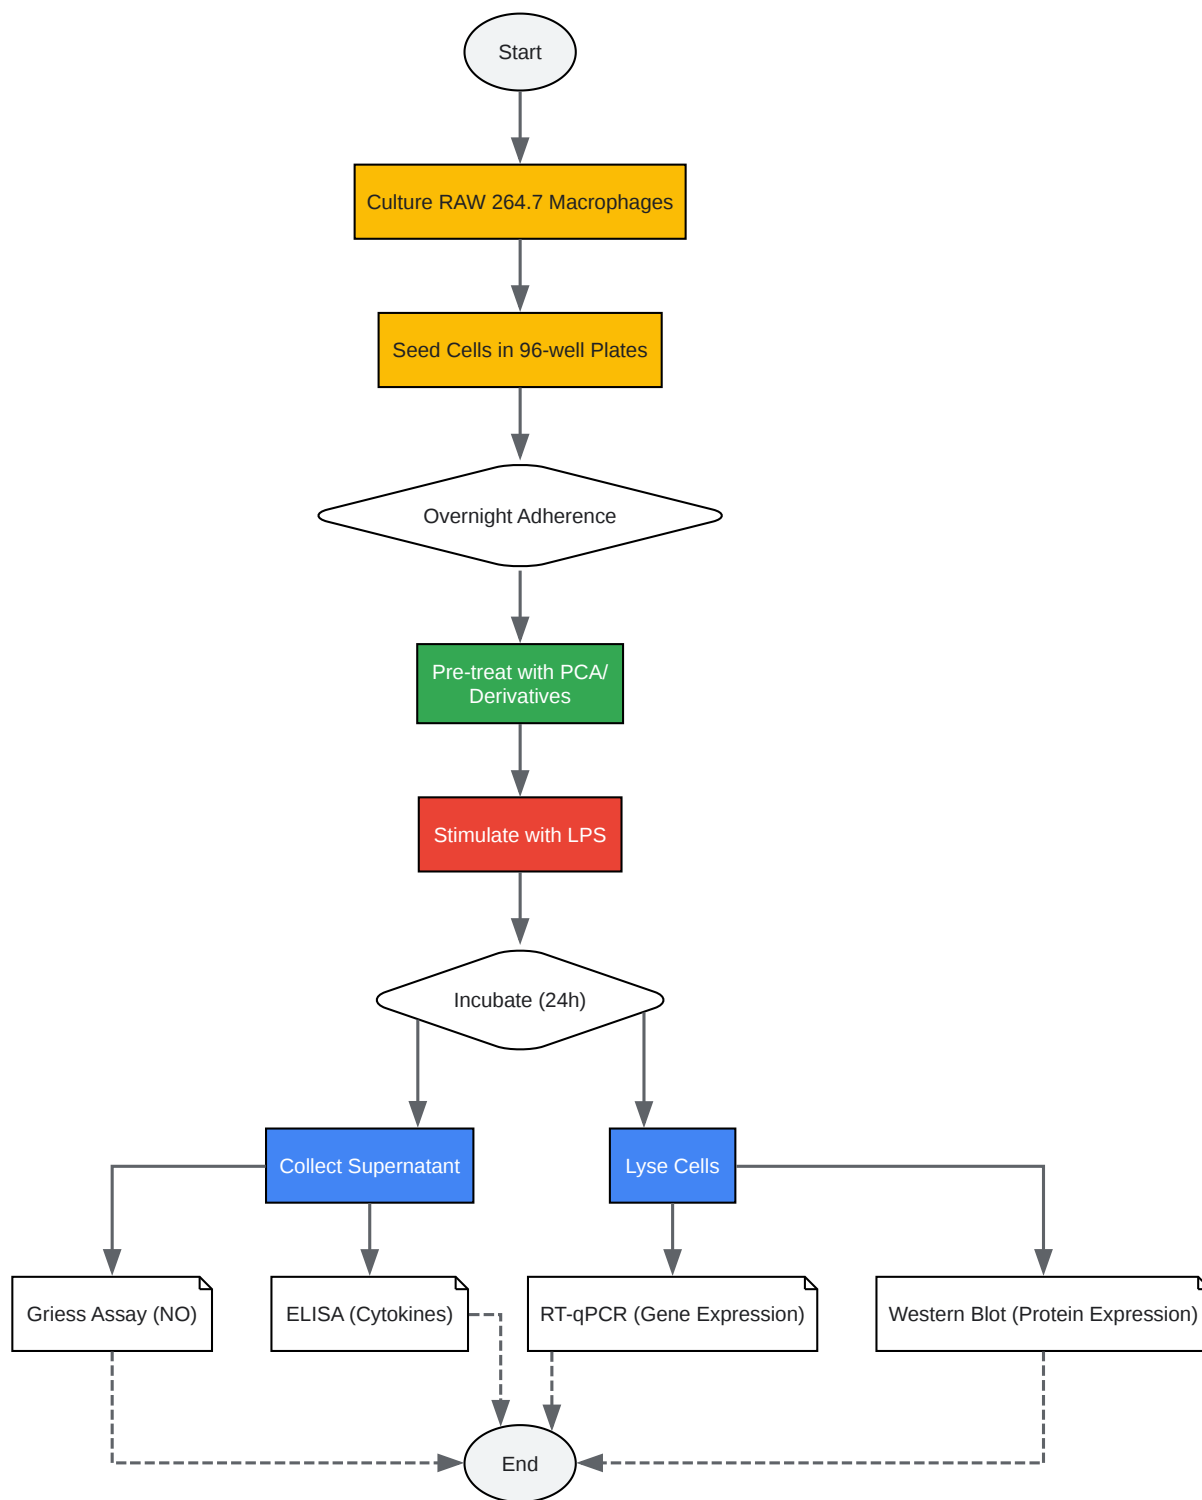 Start
Culture RAW 264.7 Macrophages
Seed Cells in 96-well Plates
Overnight Adherence
Pre-treat with PCA/
Derivatives
Stimulate with LPS
Incubate (24h)
Collect Supernatant
Lyse Cells
Griess Assay (NO)
ELISA (Cytokines)
RT-qPCR (Gene Expression)
Western Blot (Protein Expression)
End